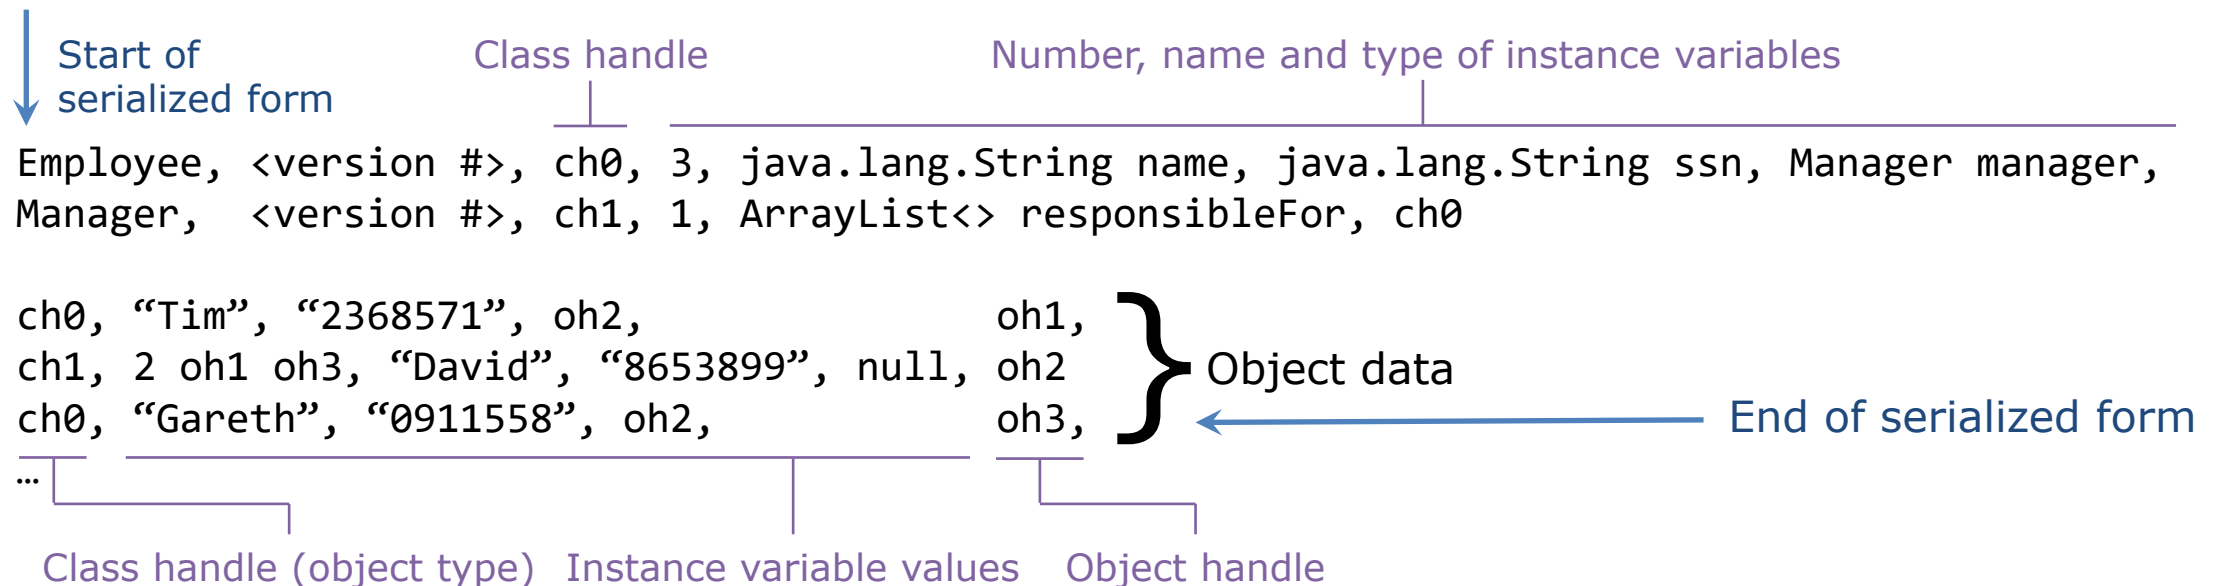 Start of
serialized form
Class handle
Number, name and type of instance variables
Employee, <version #>, ch0, 3, java.lang.String name, java.lang.String ssn, Manager manager,
Manager, <version #>, ch1, 1, ArrayList<> responsibleFor, ch0
ch0, “Tim”, “2368571”, oh2, oh1,
ch1, 2 oh1 oh3, “David”, “8653899”, null, oh2
ch0, “Gareth”, “0911558”, oh2, oh3,
…
} Object data
End of serialized form
Class handle (object type)
Instance variable values
Object handle